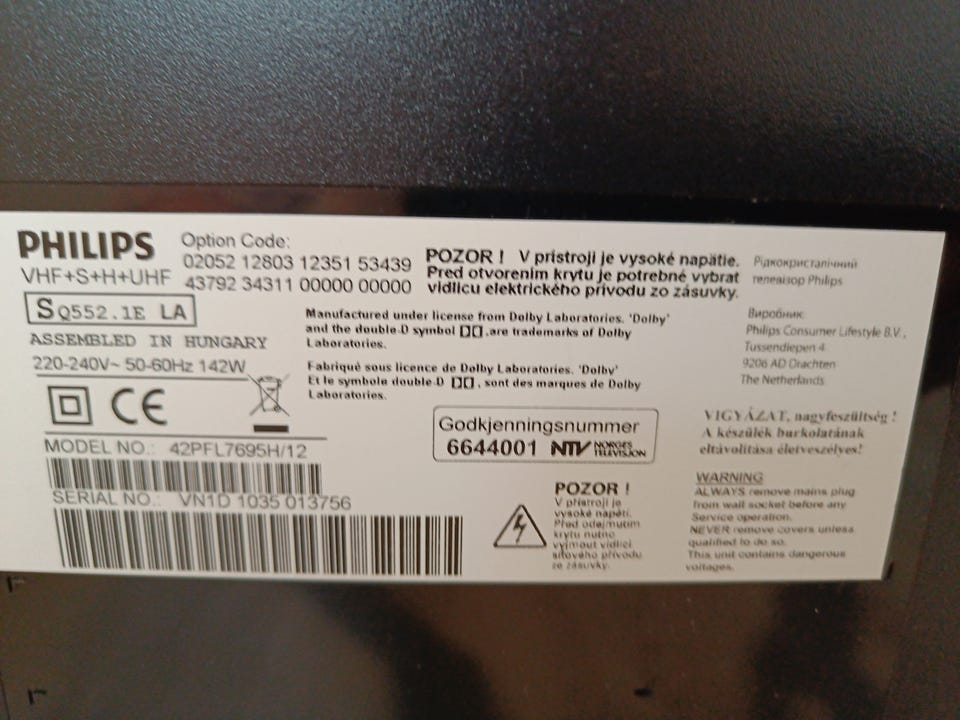 PHILIPS
VHF+S+H+UHF
SQ552.1E LA
ASSEMBLED IN HUNGARY
220-240V~ 50-60Hz 142W
CE
MODEL NO.: 42PFL7695H/12
SERIAL NO.: VN1D 1035 013756
Option Code:
02052 12803 12351 53439
43792 34311 00000 00000
POZOR ! V prístroji je vysoké napätie.
Pred otvorením krytu je potrebné vybrat
vidlicu elektrického prívodu zo zásuvky.
Manufactured under license from Dolby Laboratories. 'Dolby'
and the double-D symbol, are trademarks of Dolby
Laboratories.
Fabriqué sous licence de Dolby Laboratories. 'Dolby'
Et le symbole double-D, sont des marques de Dolby
Laboratories.
Godkjenningsnummer
6644001 NTV NORGES
TELEVISJON
POZOR !
V přístroji je
vysoké napětí.
Před odejmutím
krytu nutno
vyjmout vidlici
síťového přívodu
ze zásuvky.
Рідкокристалічний
телевізор Philips
Виробник:
Philips Consumer Lifestyle B.V.,
Tussendiepen 4
9206 AD Drachten
The Netherlands
VIGYÁZAT, nagyfeszültség !
A készülék burkolatának
eltávolítása életveszélyes!
WARNING
ALWAYS remove mains plug
from wall socket before any
Service operation.
NEVER remove covers unless
qualified to do so.
This unit contains dangerous
voltages.